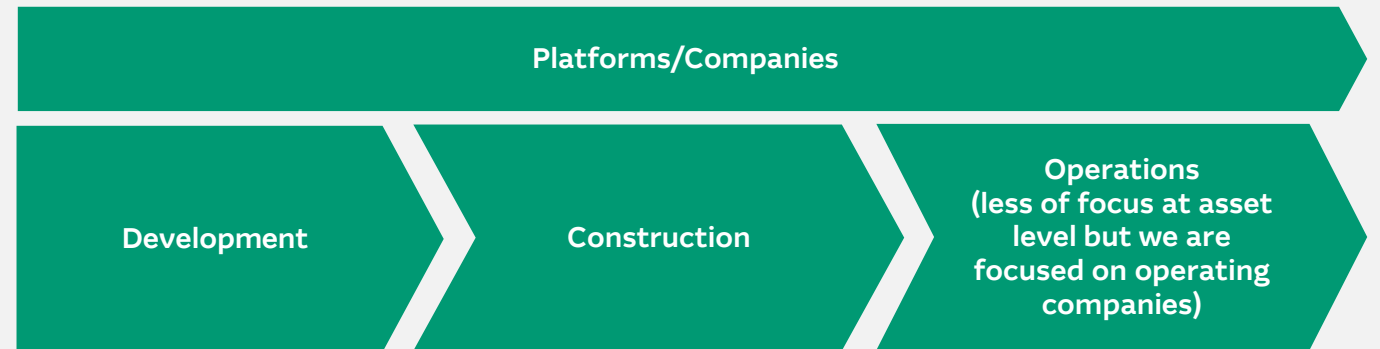 Platforms/Companies
Development
Construction
Operations
(less of focus at asset
level but we are
focused on operating
companies)